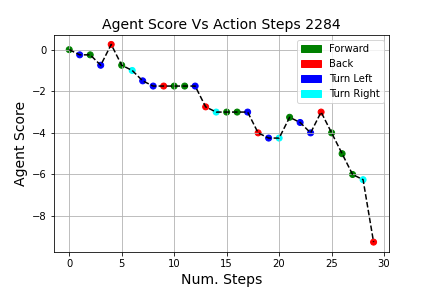 Agent Score Vs Action Steps 2284
Forward
Back
Turn Left
Turn Right
Agent Score
0
−2
−4
−6
−8
0 5 10 15 20 25 30
Num. Steps